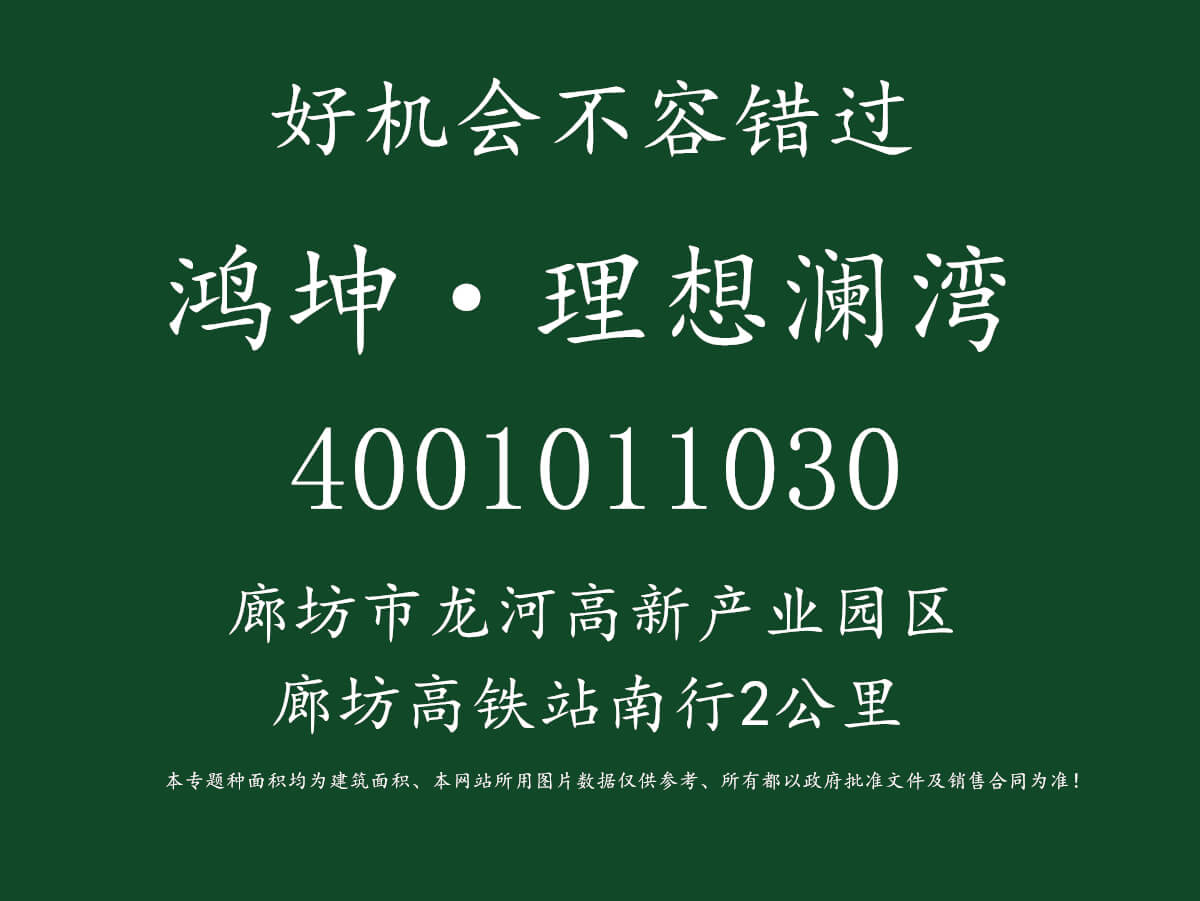 好机会不容错过
鸿坤·理想澜湾
4001011030
廊坊市龙河高新产业园区
廊坊高铁站南行2公里
本专题种面积均为建筑面积、本网站所用图片数据仅供参考、所有都以政府批准文件及销售合同为准！